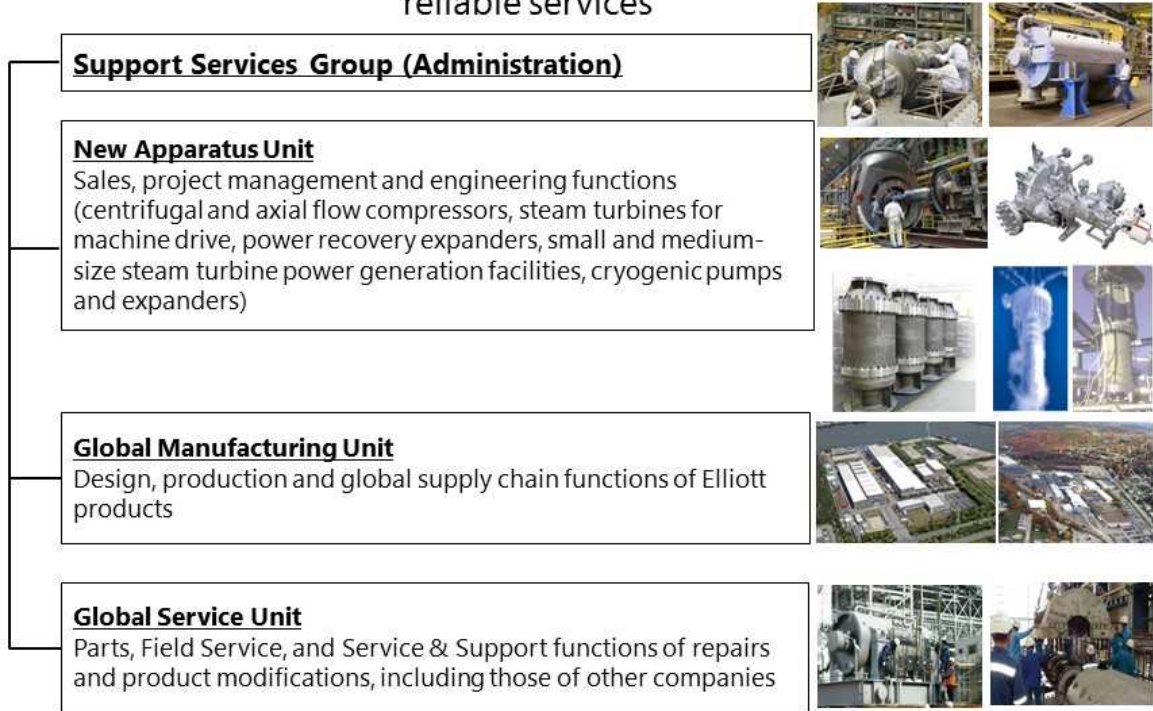 reliable services
Support Services Group (Administration)
New Apparatus Unit
Sales, project management and engineering functions
(centrifugal and axial flow compressors, steam turbines for
machine drive, power recovery expanders, small and medium-
size steam turbine power generation facilities, cryogenic pumps
and expanders)
Global Manufacturing Unit
Design, production and global supply chain functions of Elliott
products
Global Service Unit
Parts, Field Service, and Service & Support functions of repairs
and product modifications, including those of other companies